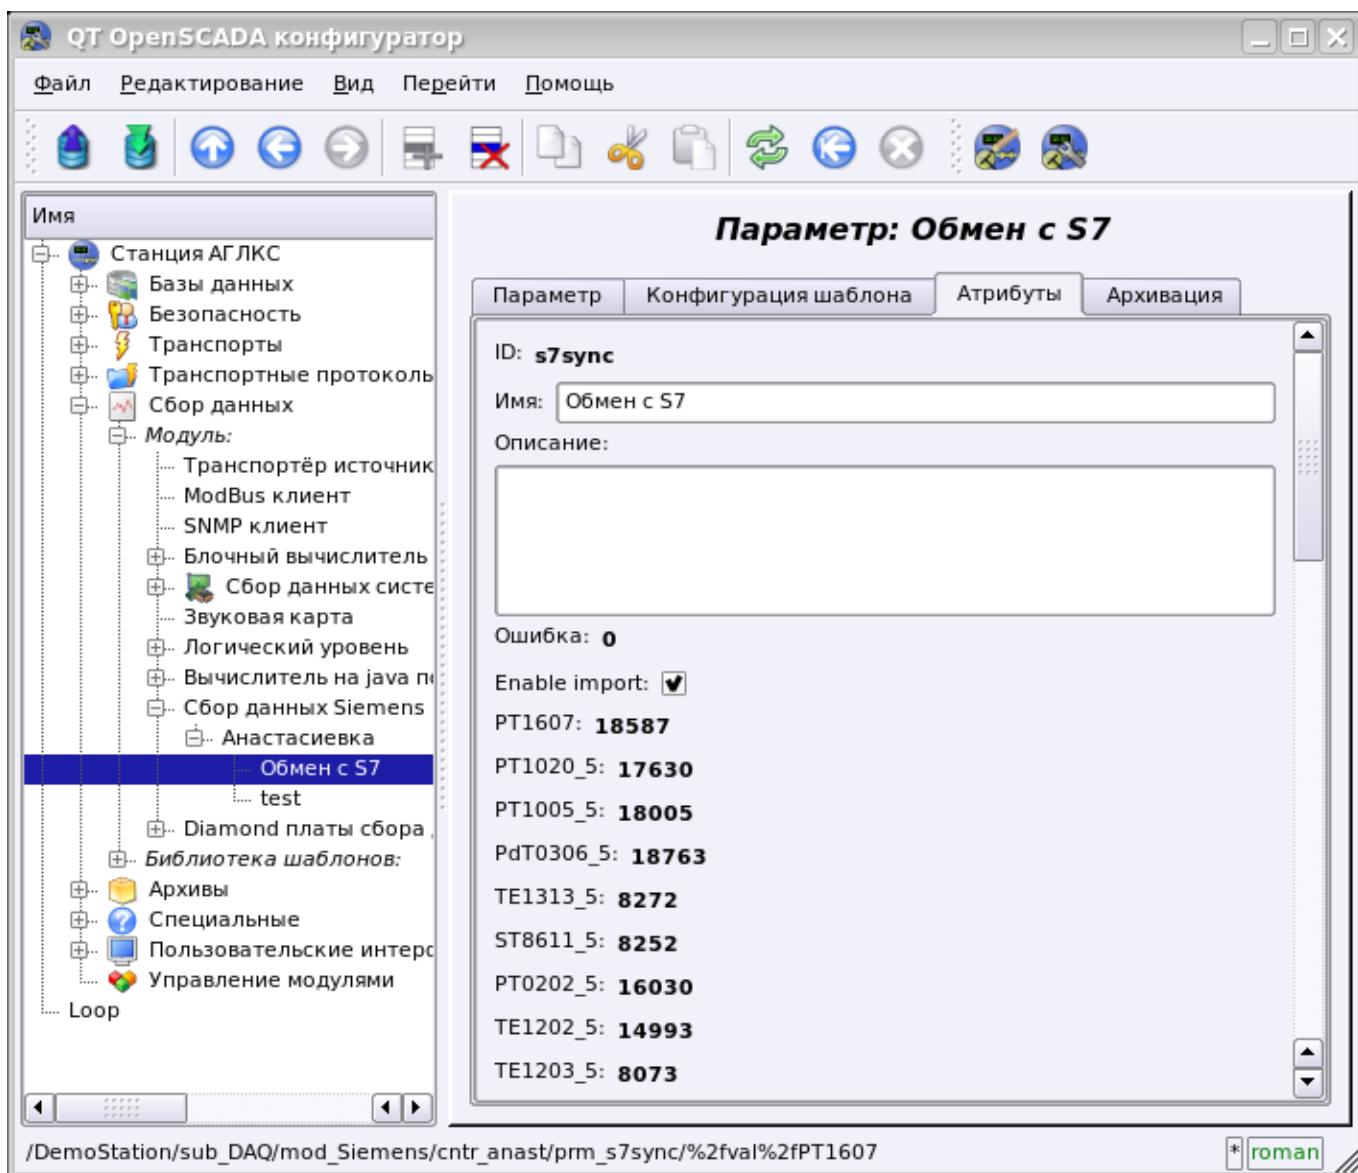 QT OpenSCADA конфигуратор
Файл Редактирование Вид Перейти Помощь
Имя
Станция АГЛКС
Базы данных
Безопасность
Транспорты
Транспортные протоколь
Сбор данных
Модуль:
Транспортёр источник
ModBus клиент
SNMP клиент
Блочный вычислитель
Сбор данных систе
Звуковая карта
Логический уровень
Вычислитель на java п
Сбор данных Siemens
Анастасиевка
Обмен с S7
test
Diamond платы сбора
Библиотека шаблонов:
Архивы
Специальные
Пользовательские интерс
Управление модулями
Loop
Параметр: Обмен с S7
Параметр Конфигурация шаблона Атрибуты Архивация
ID: s7sync
Имя: Обмен с S7
Описание:
Ошибка: 0
Enable import:
PT1607: 18587
PT1020_5: 17630
PT1005_5: 18005
PdT0306_5: 18763
TE1313_5: 8272
ST8611_5: 8252
PT0202_5: 16030
TE1202_5: 14993
TE1203_5: 8073
/DemoStation/sub_DAQ/mod_Siemens/cntr_anast/prm_s7sync/%2fval%2fPT1607
* roman